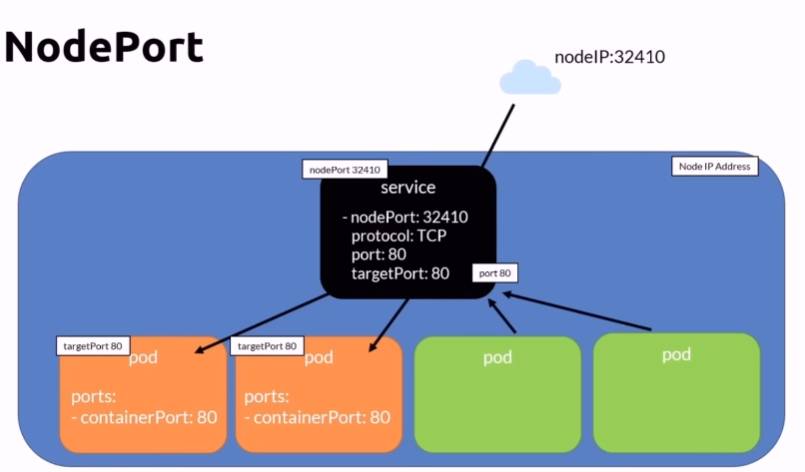 NodePort
nodeIP:32410
Node IP Address
nodePort 32410
service
- nodePort: 32410
protocol: TCP
port: 80
targetPort: 80
port 80
targetPort 80
pod
ports:
- containerPort: 80
targetPort 80
pod
ports:
- containerPort: 80
pod
pod